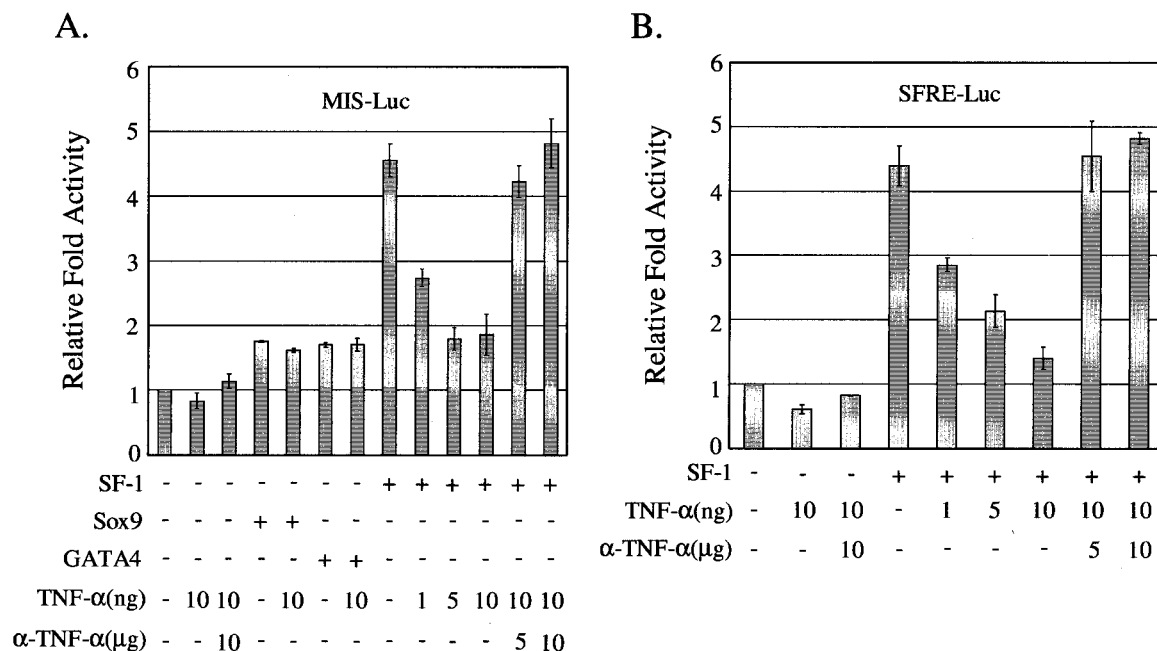 A.
MIS-Luc
Relative Fold Activity
6
5
4
3
2
1
0
SF-1 - - - - - - - + + + + + +
Sox9 - - - + + - - - - - - - -
GATA4 - - - - - + + - - - - - -
TNF-α(ng) - 10 10 - 10 - 10 - 1 5 10 10 10
α-TNF-α(μg) - - 10 - - - - - - - - 5 10
B.
SFRE-Luc
Relative Fold Activity
6
5
4
3
2
1
0
SF-1 - - - + + + + + +
TNF-α(ng) - 10 10 - 1 5 10 10 10
α-TNF-α(μg) - - 10 - - - - 5 10